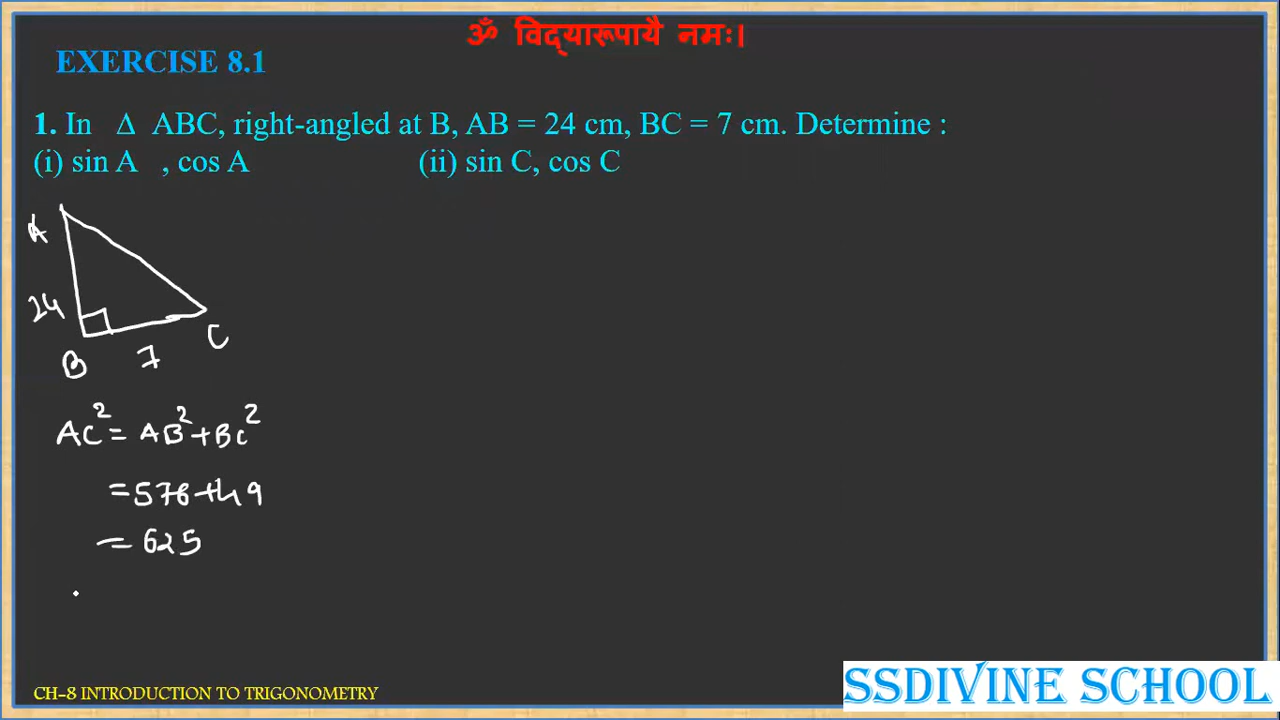 ॐ विद्यारूपायै नमः।
EXERCISE 8.1
1. In Δ ABC, right-angled at B, AB = 24 cm, BC = 7 cm. Determine :
(i) sin A , cos A (ii) sin C, cos C
A
24
B 7 C
AC² = AB² + BC²
= 576 + 49
= 625
CH-8 INTRODUCTION TO TRIGONOMETRY
SSDIVINE SCHOOL